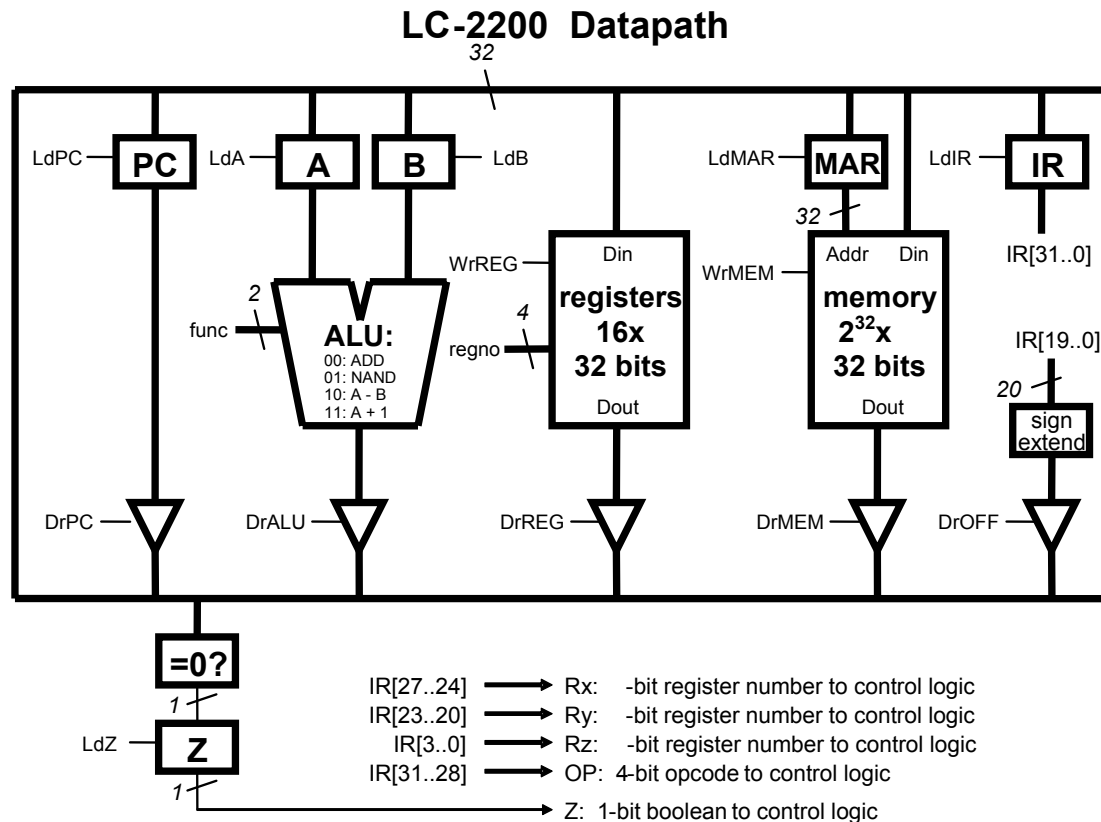 LC-2200 Datapath
32
LdPC
PC
LdA
A
B
LdB
LdMAR
MAR
LdIR
IR
32
WrREG
Din
registers
16x
32 bits
Dout
regno
4
WrMEM
Addr Din
memory
2³²x
32 bits
Dout
IR[31..0]
func
2
ALU:
00: ADD
01: NAND
10: A - B
11: A + 1
IR[19..0]
20
sign
extend
DrPC
DrALU
DrREG
DrMEM
DrOFF
=0?
1
LdZ
Z
1
IR[27..24] Rx: -bit register number to control logic
IR[23..20] Ry: -bit register number to control logic
IR[3..0] Rz: -bit register number to control logic
IR[31..28] OP: 4-bit opcode to control logic
Z: 1-bit boolean to control logic